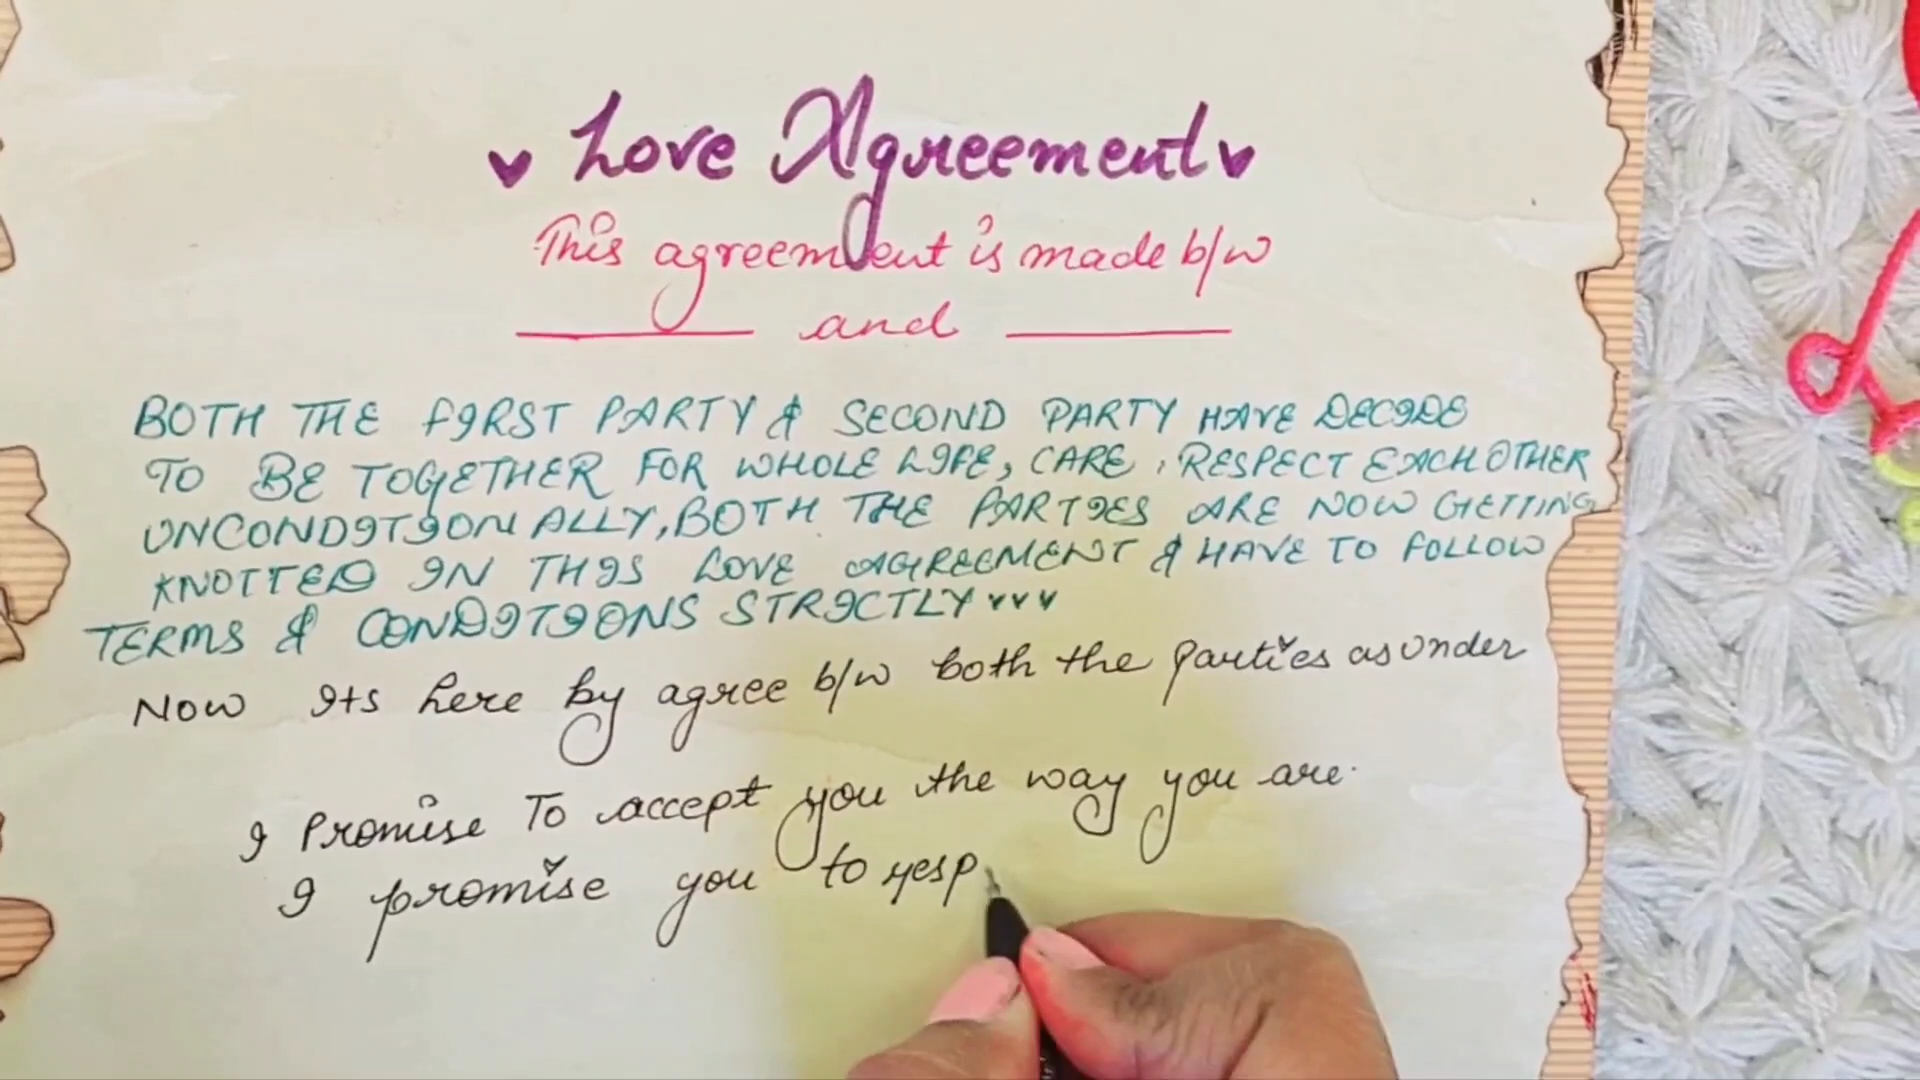 Love Agreement
This agreement is made b/w
and
BOTH THE FIRST PARTY & SECOND PARTY HAVE DECIDE
TO BE TOGETHER FOR WHOLE LIFE, CARE, RESPECT EACH OTHER
UNCONDITIONALLY, BOTH THE PARTIES ARE NOW GETTING
KNOTTED IN THIS LOVE AGREEMENT & HAVE TO FOLLOW
TERMS & CONDITIONS STRICTLY
Now Its here by agree b/w both the parties as under
I Promise To accept you the way you are.
I promise you to resp